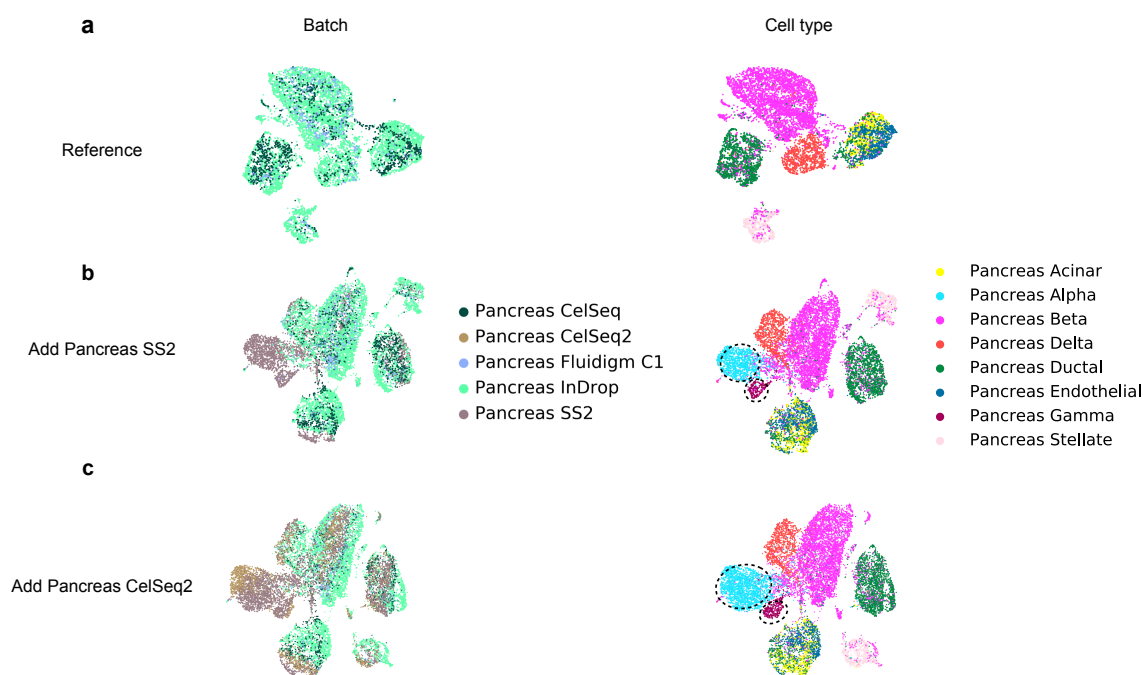 a
Batch
Cell type
Reference
b
Add Pancreas SS2
Pancreas CelSeq
Pancreas CelSeq2
Pancreas Fluidigm C1
Pancreas InDrop
Pancreas SS2
Pancreas Acinar
Pancreas Alpha
Pancreas Beta
Pancreas Delta
Pancreas Ductal
Pancreas Endothelial
Pancreas Gamma
Pancreas Stellate
c
Add Pancreas CelSeq2